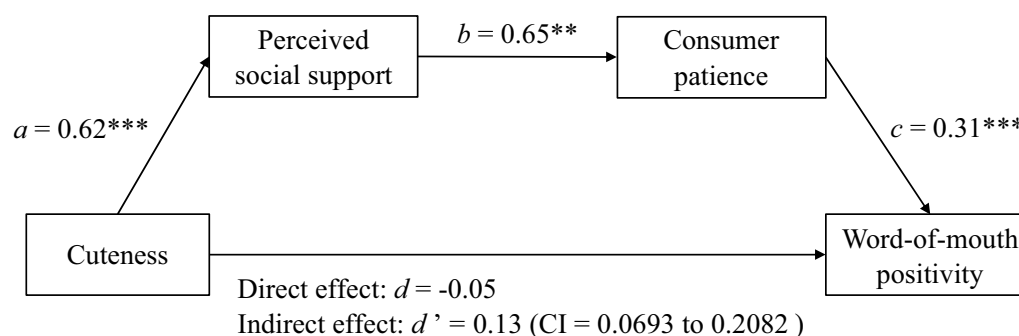 Perceived
social support
b = 0.65**
Consumer
patience
a = 0.62***
c = 0.31***
Cuteness
Word-of-mouth
positivity
Direct effect: d = -0.05
Indirect effect: d ’ = 0.13 (CI = 0.0693 to 0.2082 )